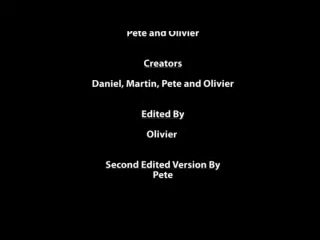 Pete and Olivier
Creators
Daniel, Martin, Pete and Olivier
Edited By
Olivier
Second Edited Version By
Pete